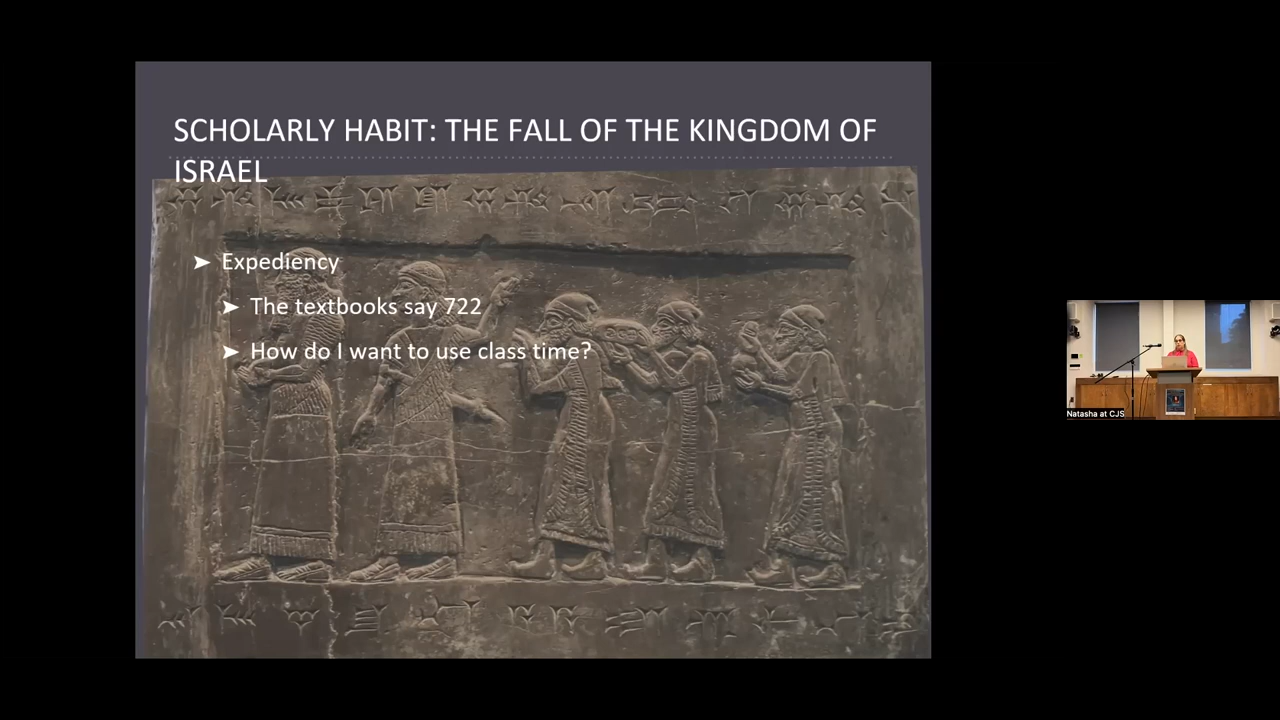 SCHOLARLY HABIT: THE FALL OF THE KINGDOM OF
ISRAEL
➤ Expediency
➤ The textbooks say 722
➤ How do I want to use class time?
Natasha at CJS